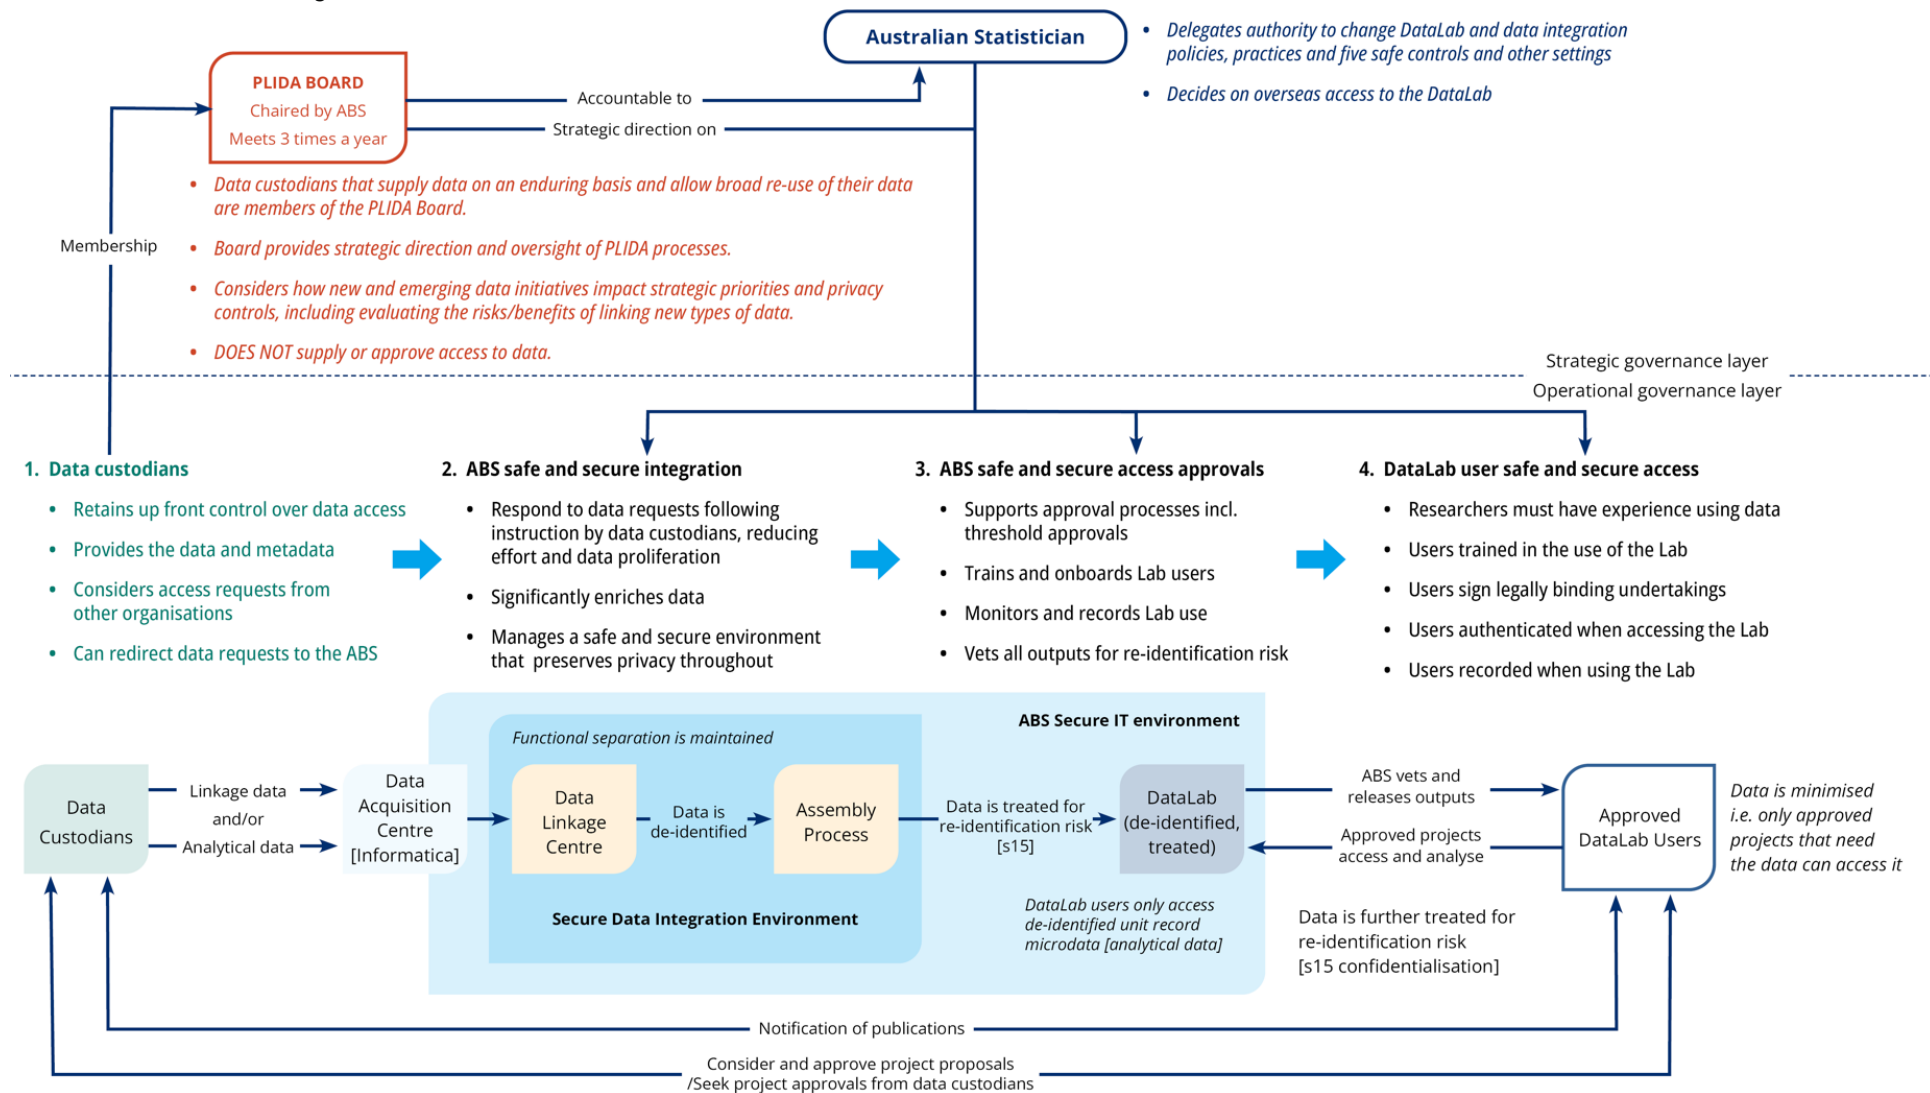 Australian Statistician
• Delegates authority to change DataLab and data integration
policies, practices and five safe controls and other settings
• Decides on overseas access to the DataLab
PLIDA BOARD
Chaired by ABS
Meets 3 times a year
Accountable to
Strategic direction on
• Data custodians that supply data on an enduring basis and allow broad re-use of their data
are members of the PLIDA Board.
• Board provides strategic direction and oversight of PLIDA processes.
• Considers how new and emerging data initiatives impact strategic priorities and privacy
controls, including evaluating the risks/benefits of linking new types of data.
• DOES NOT supply or approve access to data.
Membership
Strategic governance layer
Operational governance layer
1. Data custodians
• Retains up front control over data access
• Provides the data and metadata
• Considers access requests from
other organisations
• Can redirect data requests to the ABS
2. ABS safe and secure integration
• Respond to data requests following
instruction by data custodians, reducing
effort and data proliferation
• Significantly enriches data
• Manages a safe and secure environment
that preserves privacy throughout
3. ABS safe and secure access approvals
• Supports approval processes incl.
threshold approvals
• Trains and onboards Lab users
• Monitors and records Lab use
• Vets all outputs for re-identification risk
4. DataLab user safe and secure access
• Researchers must have experience using data
• Users trained in the use of the Lab
• Users sign legally binding undertakings
• Users authenticated when accessing the Lab
• Users recorded when using the Lab
ABS Secure IT environment
Functional separation is maintained
Data
Custodians
Linkage data
and/or
Analytical data
Data
Acquisition
Centre
[Informatica]
Data
Linkage
Centre
Data is
de-identified
Assembly
Process
Data is treated for
re-identification risk
[s15]
DataLab
(de-identified,
treated)
ABS vets and
releases outputs
Approved projects
access and analyse
Approved
DataLab Users
Data is minimised
i.e. only approved
projects that need
the data can access it
Secure Data Integration Environment
DataLab users only access
de-identified unit record
microdata [analytical data]
Data is further treated for
re-identification risk
[s15 confidentialisation]
Notification of publications
Consider and approve project proposals
/Seek project approvals from data custodians